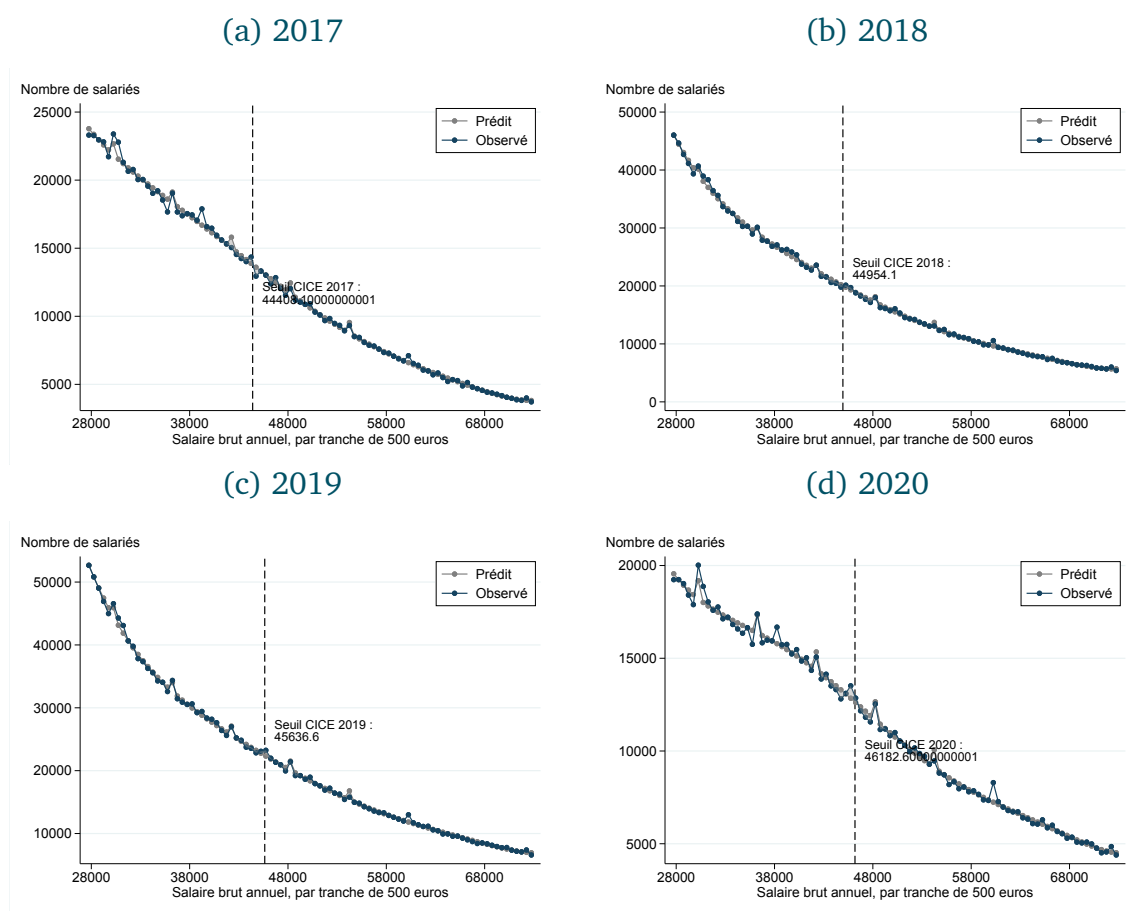 (a) 2017
Nombre de salariés
25000
20000
15000
10000
5000
Prédit
Observé
Seuil CICE 2017 :
44408.10000000001
28000 38000 48000 58000 68000
Salaire brut annuel, par tranche de 500 euros
(b) 2018
Nombre de salariés
50000
40000
30000
20000
10000
0
Prédit
Observé
Seuil CICE 2018 :
44954.1
28000 38000 48000 58000 68000
Salaire brut annuel, par tranche de 500 euros
(c) 2019
Nombre de salariés
50000
40000
30000
20000
10000
Prédit
Observé
Seuil CICE 2019 :
45636.6
28000 38000 48000 58000 68000
Salaire brut annuel, par tranche de 500 euros
(d) 2020
Nombre de salariés
20000
15000
10000
5000
Prédit
Observé
Seuil CICE 2020 :
46182.60000000001
28000 38000 48000 58000 68000
Salaire brut annuel, par tranche de 500 euros